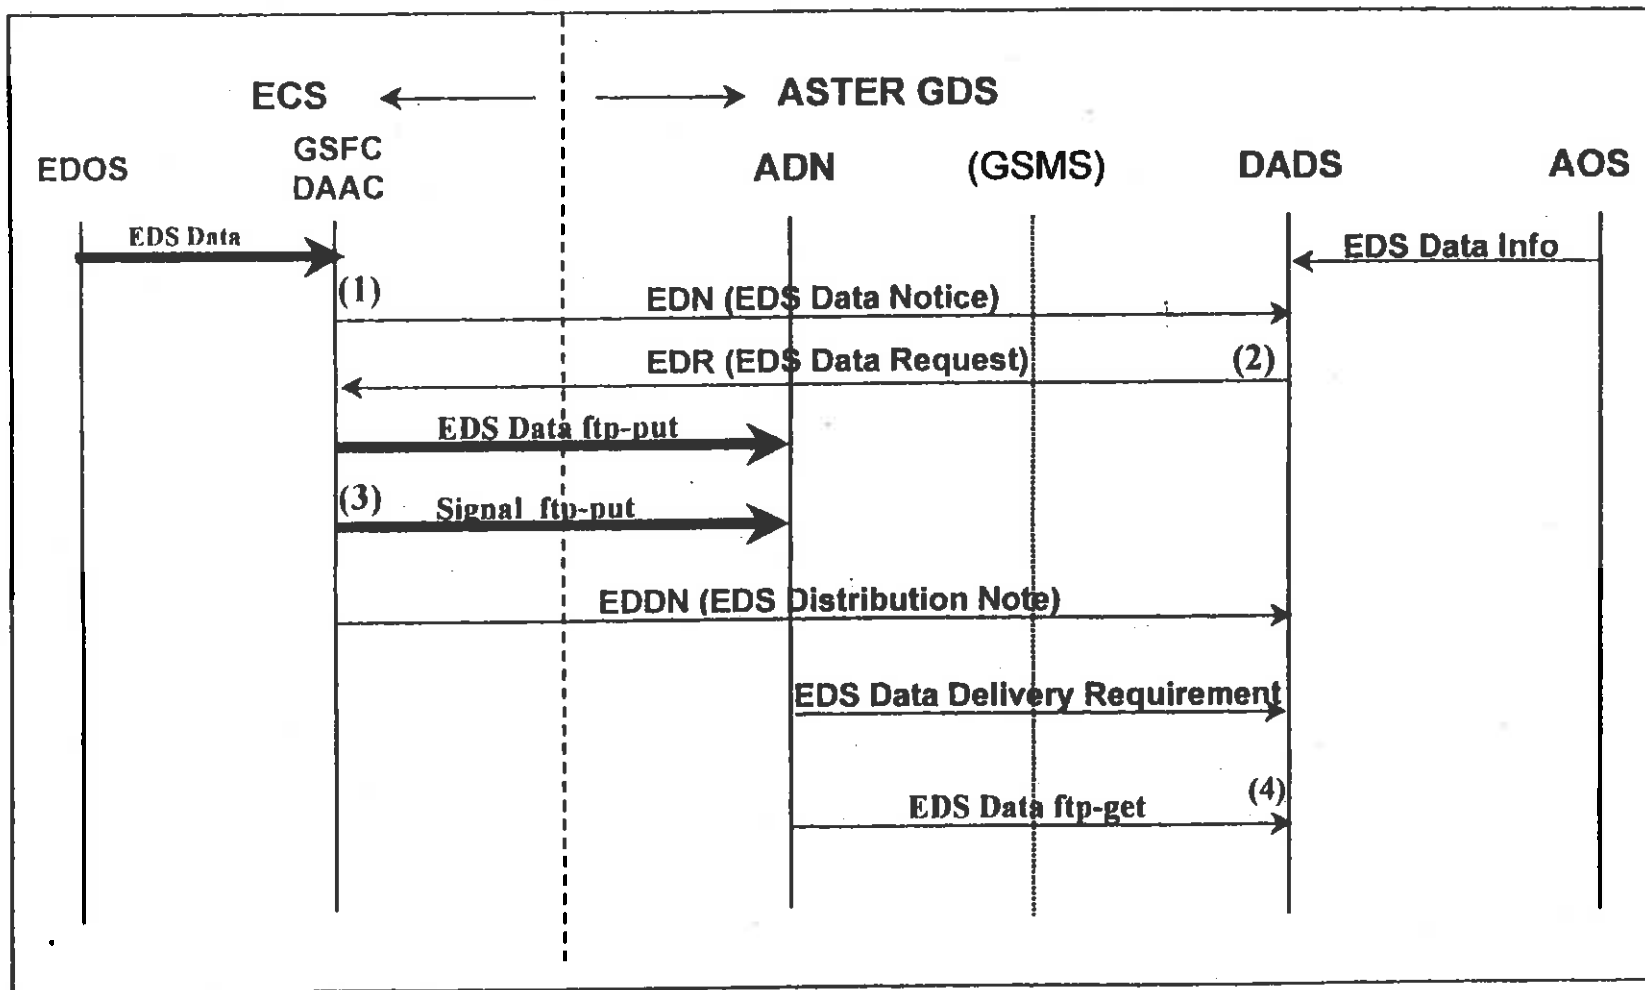 ECS ASTER GDS
EDOS GSFC DAAC ADN (GSMS) DADS AOS
EDS Data EDS Data Info
(1) EDN (EDS Data Notice)
EDR (EDS Data Request) (2)
EDS Data ftp-put
(3) Signal ftp-put
EDDN (EDS Distribution Note)
EDS Data Delivery Requirement
EDS Data ftp-get (4)